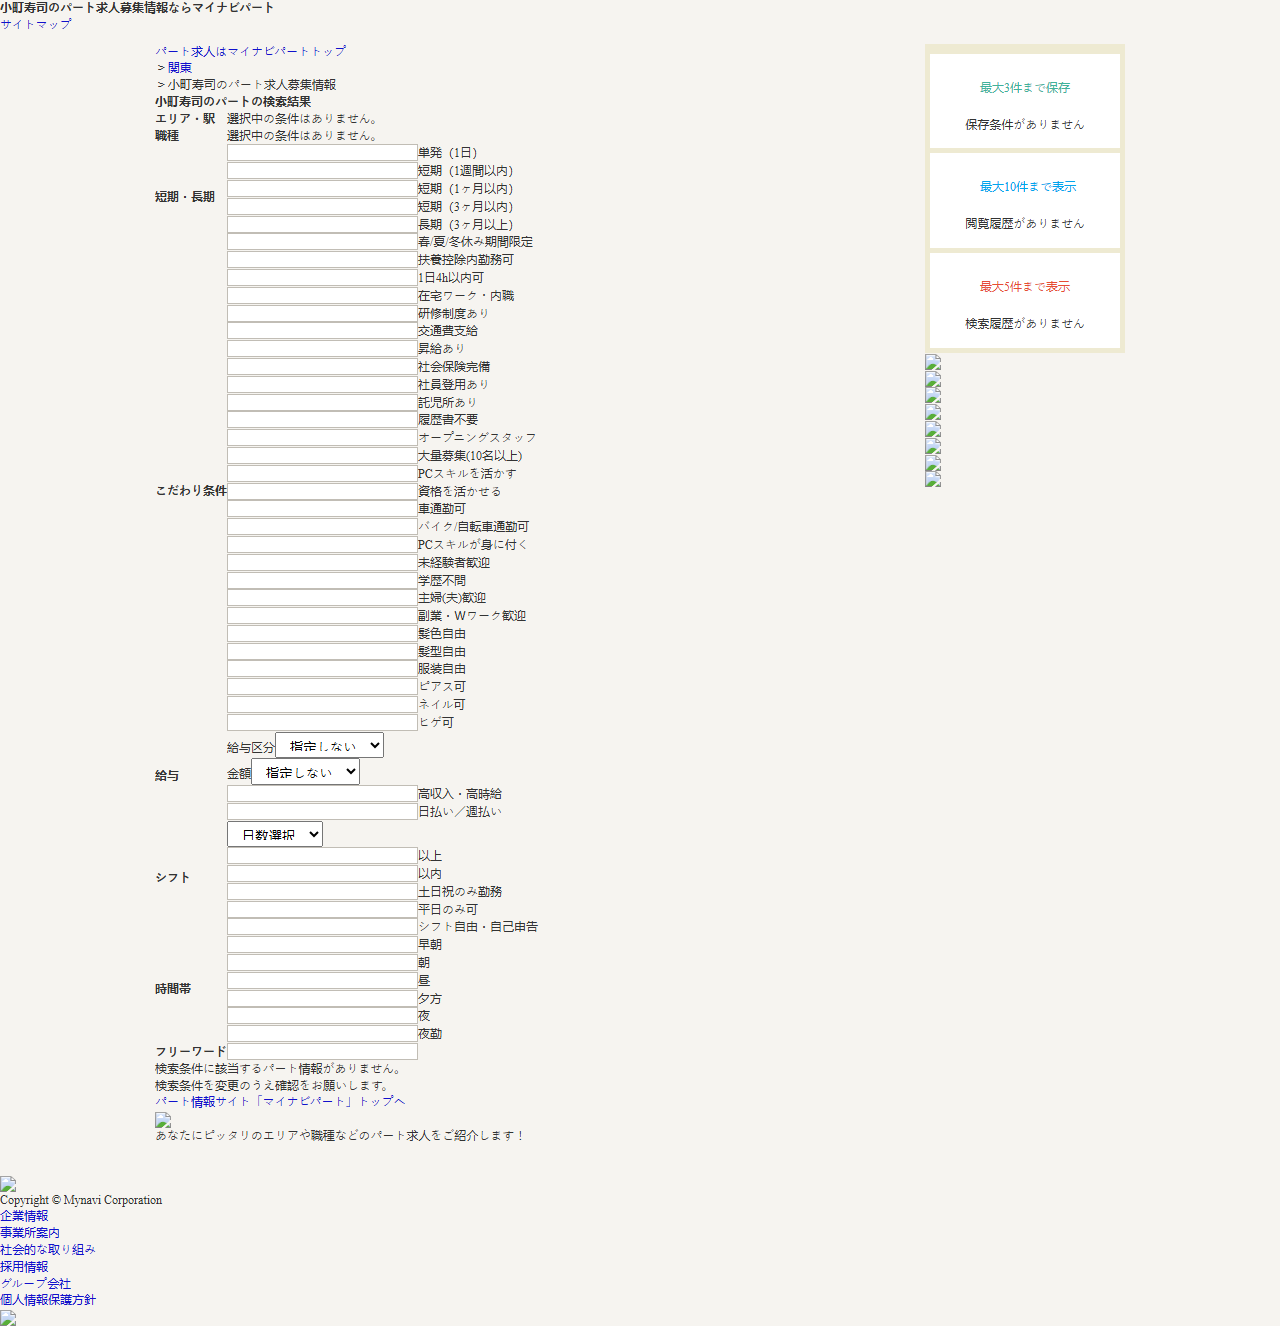 小町寿司のパート求人募集情報ならマイナビパート
サイトマップ
パート求人はマイナビパートトップ
> 関東
> 小町寿司のパート求人募集情報
小町寿司のパートの検索結果
エリア・駅 選択中の条件はありません。
職種 選択中の条件はありません。
短期・長期
単発（1日）
短期（1週間以内）
短期（1ヶ月以内）
短期（3ヶ月以内）
長期（3ヶ月以上）
春/夏/冬休み期間限定
こだわり条件
扶養控除内勤務可
1日4h以内可
在宅ワーク・内職
研修制度あり
交通費支給
昇給あり
社会保険完備
社員登用あり
託児所あり
履歴書不要
オープニングスタッフ
大量募集(10名以上)
PCスキルを活かす
資格を活かせる
車通勤可
バイク/自転車通勤可
PCスキルが身に付く
未経験者歓迎
学歴不問
主婦(夫)歓迎
副業・Ｗワーク歓迎
髪色自由
髪型自由
服装自由
ピアス可
ネイル可
ヒゲ可
給与
給与区分 指定しない
金額 指定しない
高収入・高時給
日払い／週払い
シフト
日数選択
以上
以内
土日祝のみ勤務
平日のみ可
シフト自由・自己申告
時間帯
早朝
朝
昼
夕方
夜
夜勤
フリーワード
検索条件に該当するパート情報がありません。
検索条件を変更のうえ確認をお願いします。
パート情報サイト「マイナビパート」トップへ
あなたにピッタリのエリアや職種などのパート求人をご紹介します！
最大3件まで保存
保存条件がありません
最大10件まで表示
閲覧履歴がありません
最大5件まで表示
検索履歴がありません
Copyright © Mynavi Corporation
企業情報
事業所案内
社会的な取り組み
採用情報
グループ会社
個人情報保護方針